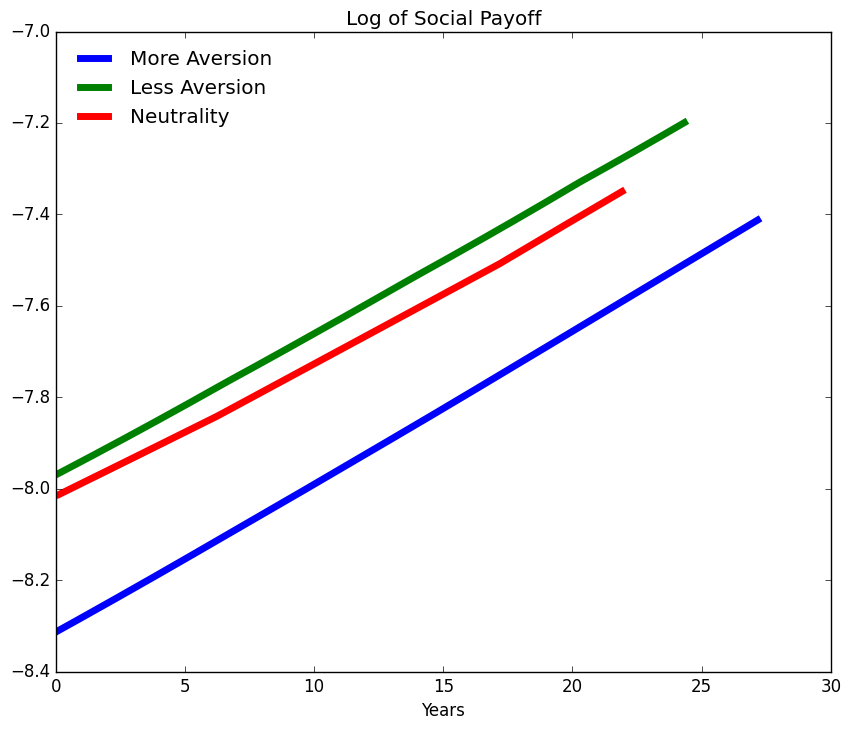 Log of Social Payoff
−7.0
−7.2
−7.4
−7.6
−7.8
−8.0
−8.2
−8.4
More Aversion
Less Aversion
Neutrality
0 5 10 15 20 25 30
Years